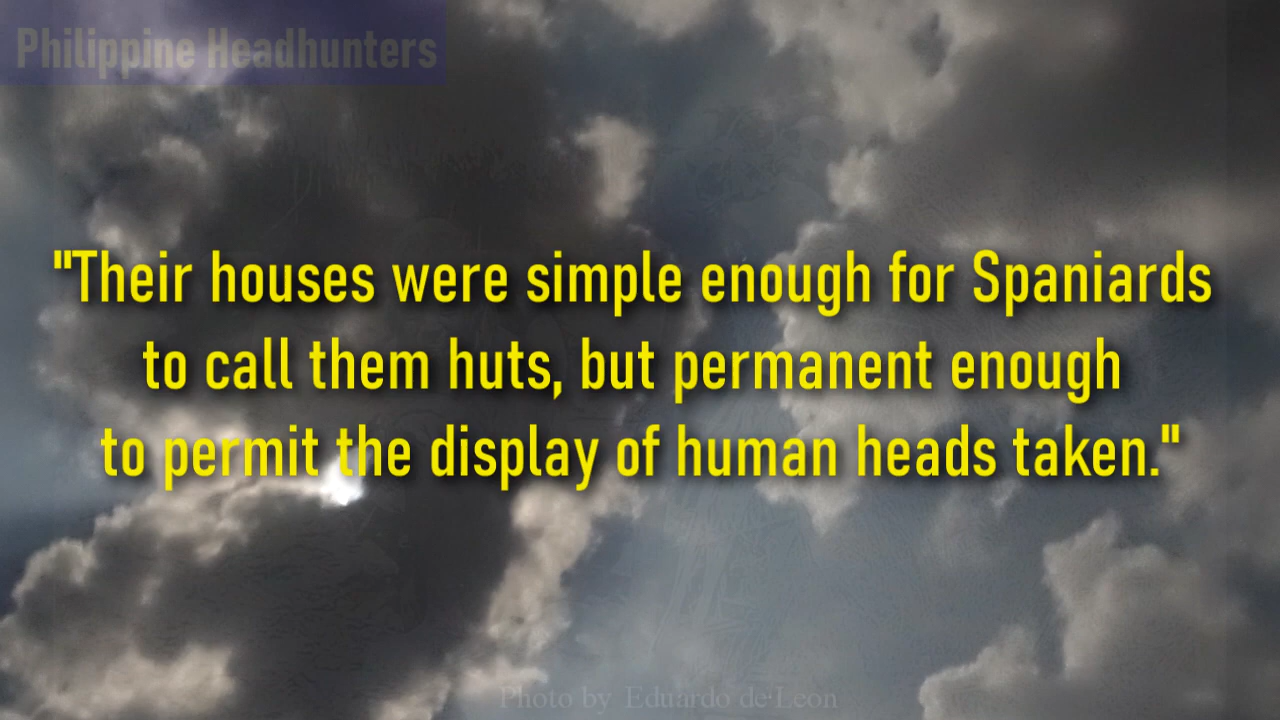 Philippine Headhunters
"Their houses were simple enough for Spaniards
to call them huts, but permanent enough
to permit the display of human heads taken."
Photo by Eduardo de Leon